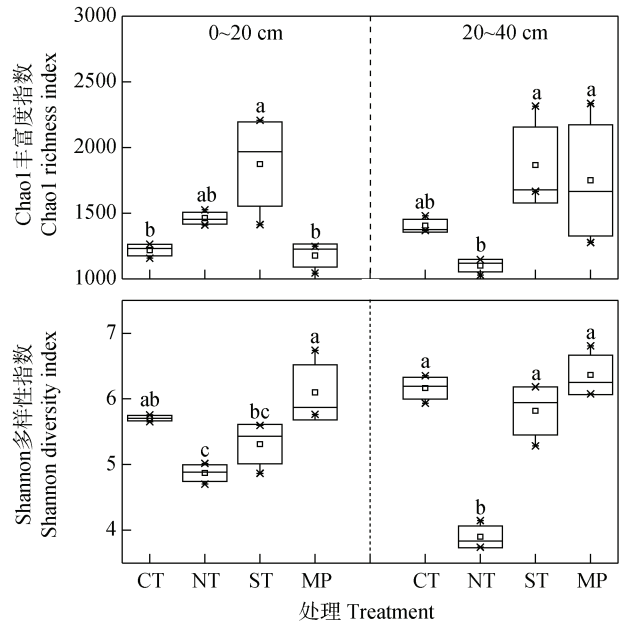 Chao1丰富度指数
Chao1 richness index
3000
2500
2000
1500
1000
0~20 cm
20~40 cm
b
ab
a
b
ab
b
a
a
Shannon多样性指数
Shannon diversity index
7
6
5
4
ab
c
bc
a
a
b
a
a
CT NT ST MP CT NT ST MP
处理 Treatment